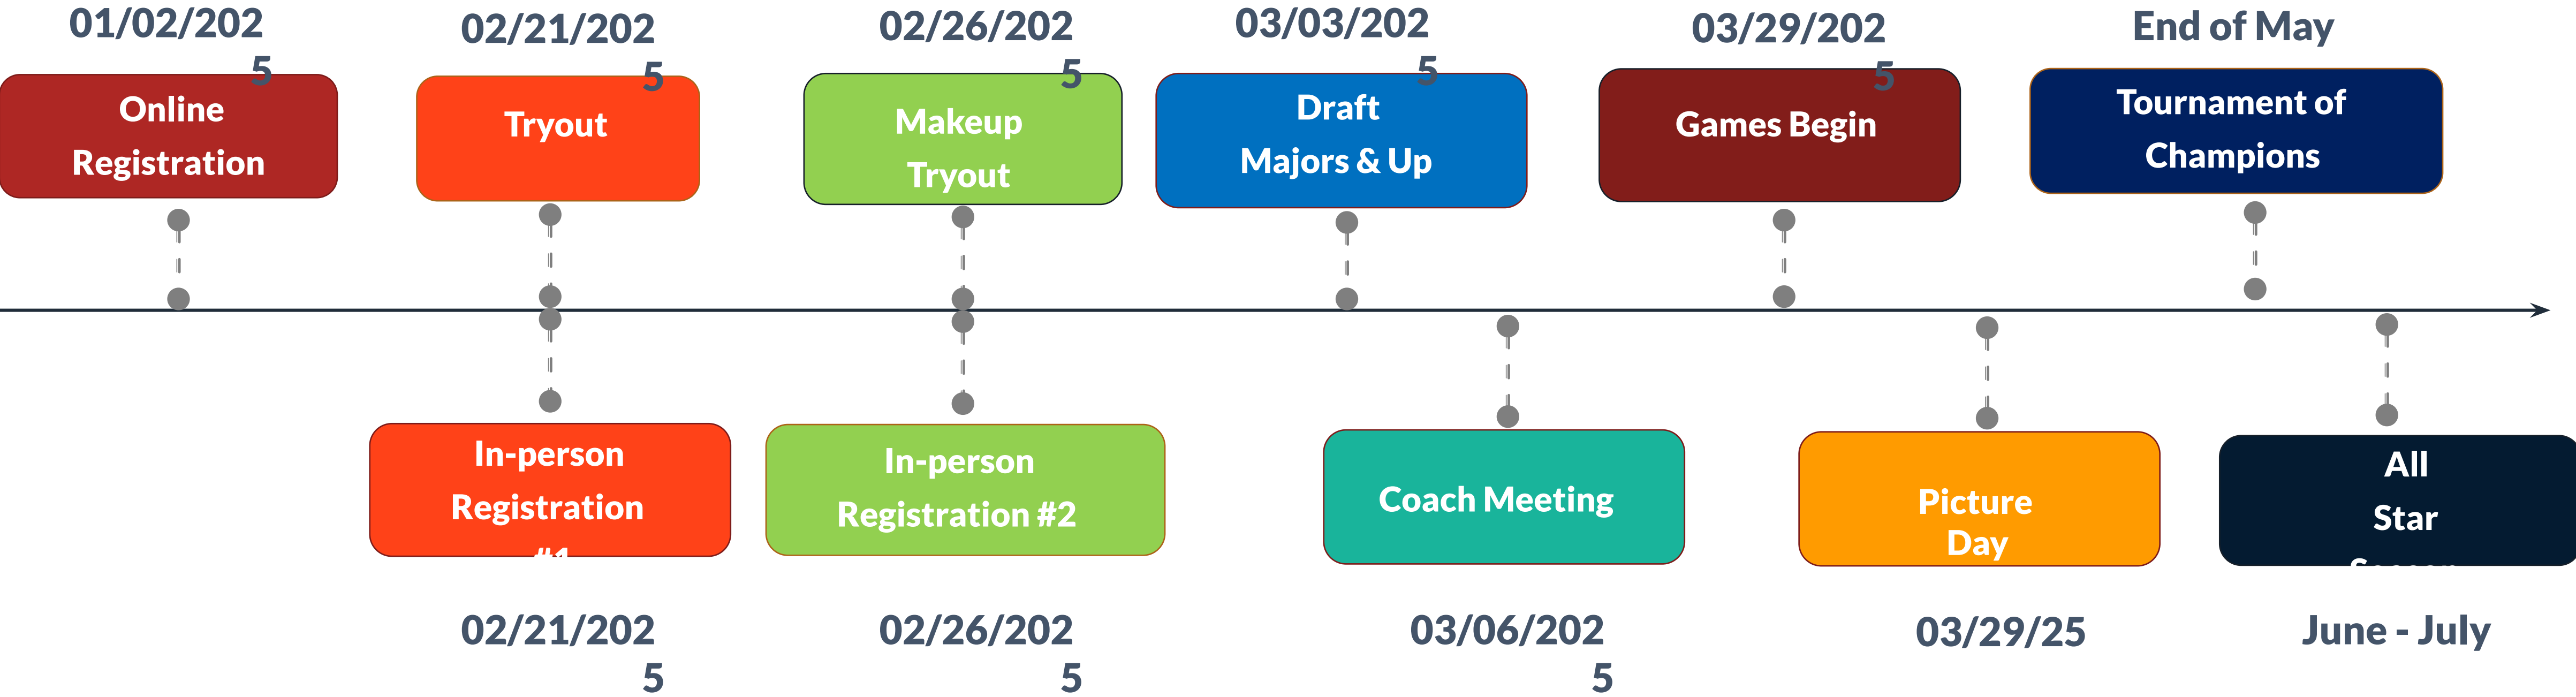 01/02/202
5
Online
Registration
02/21/202
5
Tryout
02/26/202
5
Makeup
Tryout
03/03/202
5
Draft
Majors & Up
03/29/202
5
Games Begin
End of May
Tournament of
Champions
In-person
Registration
#1
02/21/202
5
In-person
Registration #2
02/26/202
5
Coach Meeting
03/06/202
5
Picture
Day
03/29/25
All
Star
June - July